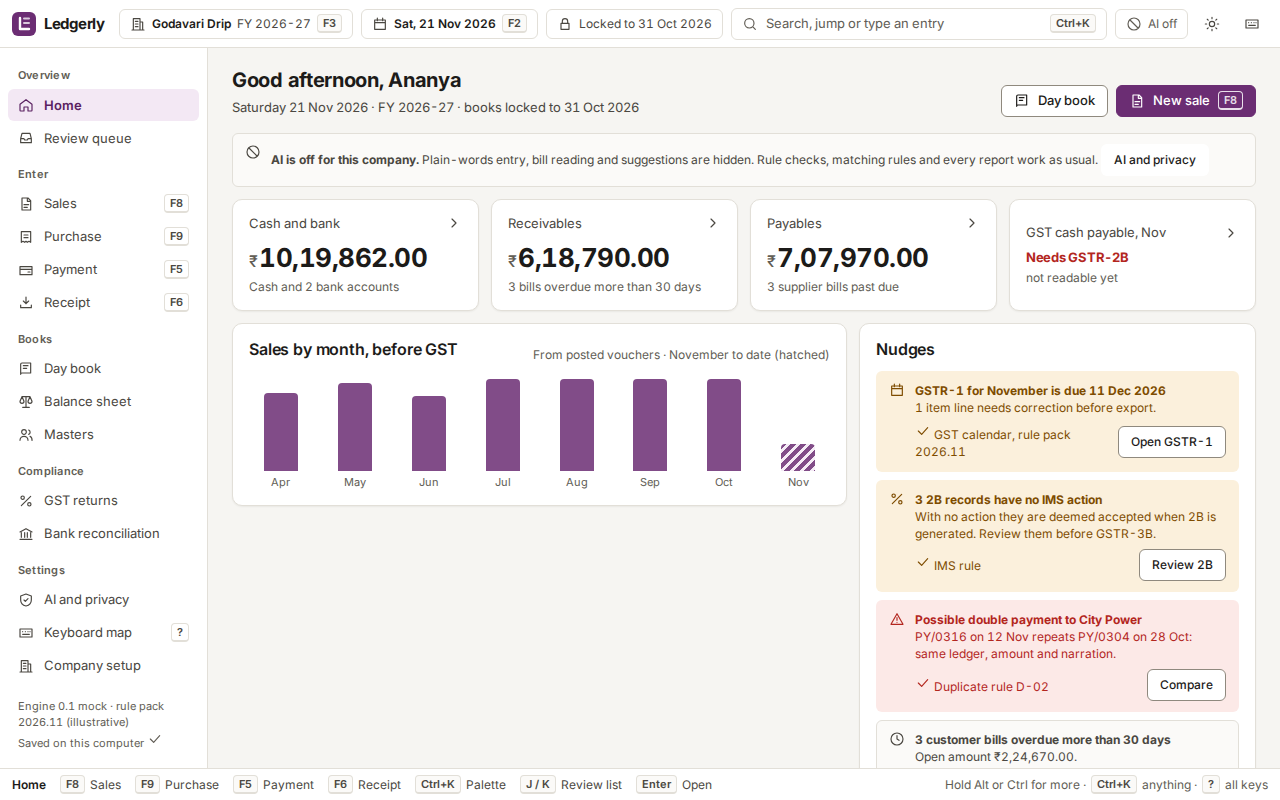 Ledgerly
Godavari Drip FY 2026-27 F3
Sat, 21 Nov 2026 F2
Locked to 31 Oct 2026
Search, jump or type an entry Ctrl+K
AI off
Overview
Home
Review queue
Enter
Sales F8
Purchase F9
Payment F5
Receipt F6
Books
Day book
Balance sheet
Masters
Compliance
GST returns
Bank reconciliation
Settings
AI and privacy
Keyboard map ?
Company setup
Engine 0.1 mock · rule pack
2026.11 (illustrative)
Saved on this computer
Good afternoon, Ananya
Saturday 21 Nov 2026 · FY 2026-27 · books locked to 31 Oct 2026
Day book
New sale F8
AI is off for this company. Plain-words entry, bill reading and suggestions are hidden. Rule checks, matching rules and every report work as usual.
AI and privacy
Cash and bank
₹10,19,862.00
Cash and 2 bank accounts
Receivables
₹6,18,790.00
3 bills overdue more than 30 days
Payables
₹7,07,970.00
3 supplier bills past due
GST cash payable, Nov
Needs GSTR-2B
not readable yet
Sales by month, before GST
From posted vouchers · November to date (hatched)
Apr May Jun Jul Aug Sep Oct Nov
Nudges
GSTR-1 for November is due 11 Dec 2026
1 item line needs correction before export.
GST calendar, rule pack
2026.11
Open GSTR-1
3 2B records have no IMS action
With no action they are deemed accepted when 2B is
generated. Review them before GSTR-3B.
IMS rule
Review 2B
Possible double payment to City Power
PY/0316 on 12 Nov repeats PY/0304 on 28 Oct:
same ledger, amount and narration.
Duplicate rule D-02
Compare
3 customer bills overdue more than 30 days
Open amount ₹2,24,670.00.
Home F8 Sales F9 Purchase F5 Payment F6 Receipt Ctrl+K Palette J / K Review list Enter Open
Hold Alt or Ctrl for more · Ctrl+K anything · ? all keys